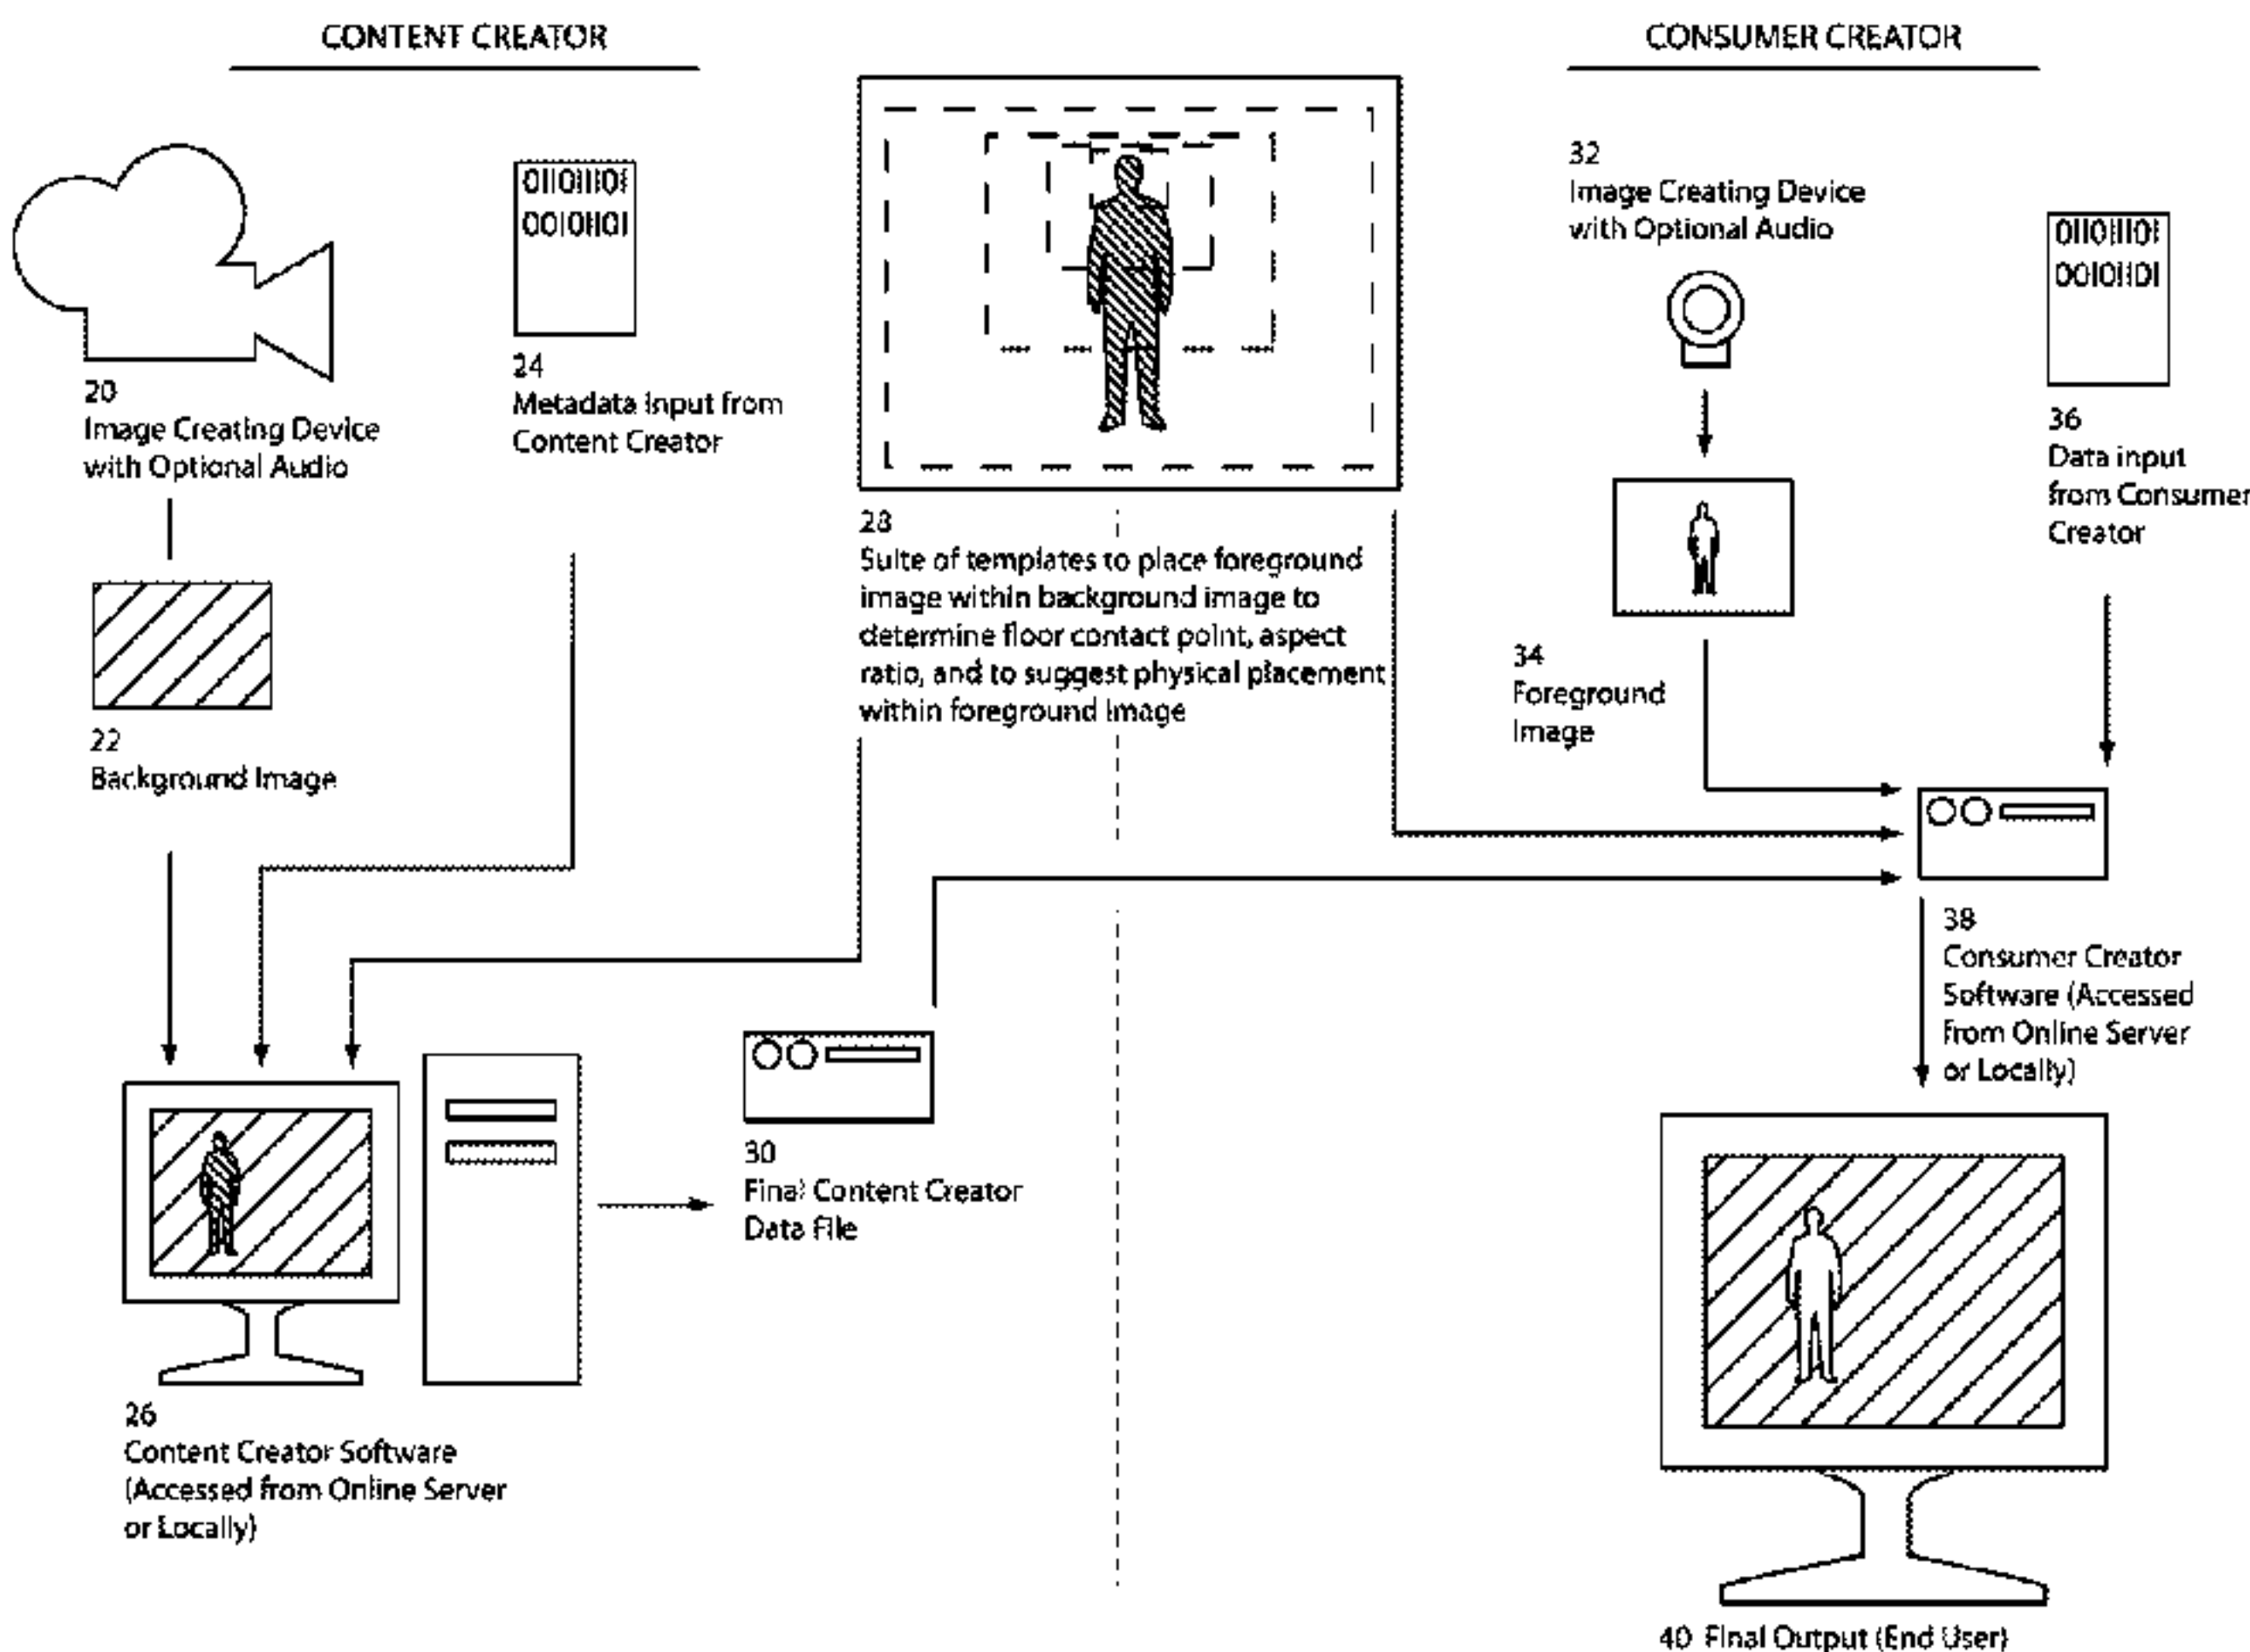 CONTENT CREATOR
CONSUMER CREATOR
01101110
00101101
20
Image Creating Device
with Optional Audio
24
Metadata Input from
Content Creator
22
Background Image
28
Suite of templates to place foreground
image within background image to
determine floor contact point, aspect
ratio, and to suggest physical placement
within foreground Image
32
Image Creating Device
with Optional Audio
01101110
00101101
36
Data input
from Consumer
Creator
34
Foreground
Image
38
Consumer Creator
Software (Accessed
from Online Server
or Locally)
30
Final Content Creator
Data File
26
Content Creator Software
(Accessed from Online Server
or Locally)
40 Final Output (End User)